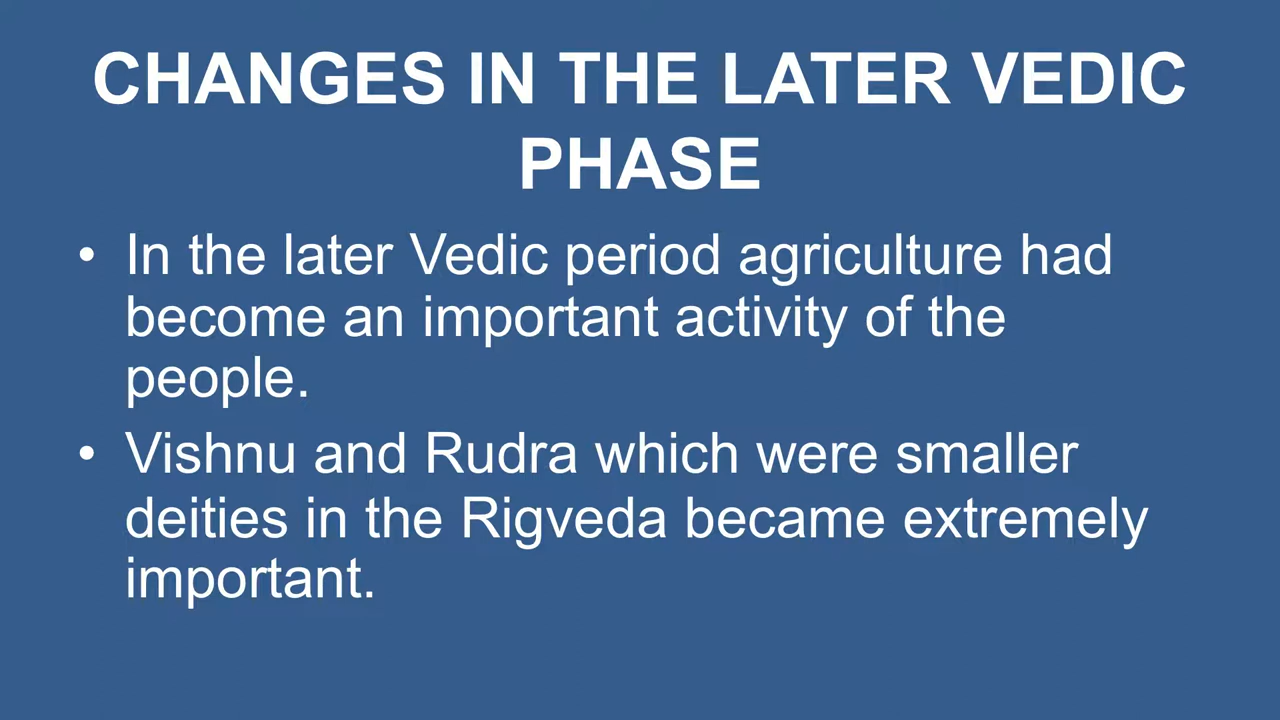 CHANGES IN THE LATER VEDIC
PHASE
• In the later Vedic period agriculture had
become an important activity of the
people.
• Vishnu and Rudra which were smaller
deities in the Rigveda became extremely
important.